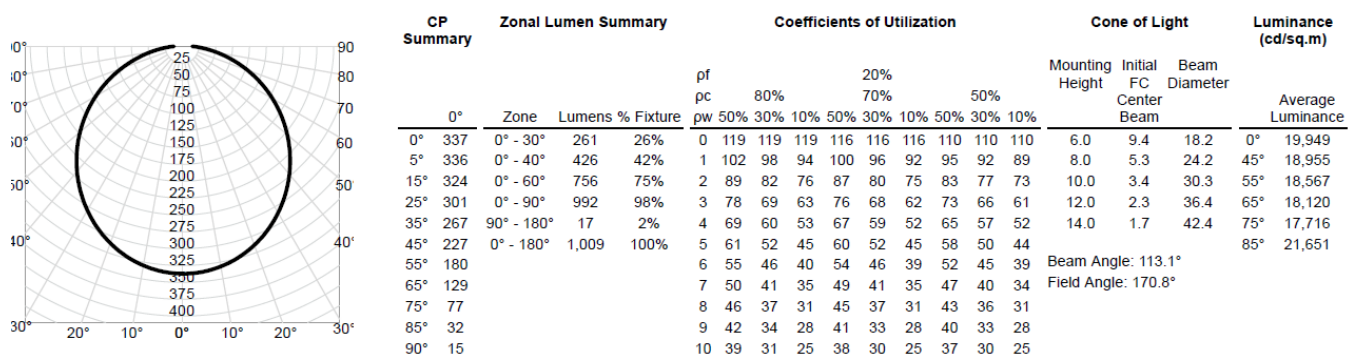 CP Summary
0°
0° 337
5° 336
15° 324
25° 301
35° 267
45° 227
55° 180
65° 129
75° 77
85° 32
90° 15
Zonal Lumen Summary
Zone Lumens % Fixture
0° - 30° 261 26%
0° - 40° 426 42%
0° - 60° 756 75%
0° - 90° 992 98%
90° - 180° 17 2%
0° - 180° 1,009 100%
Coefficients of Utilization
ρf 20%
ρc 80% 70% 50%
ρw 50% 30% 10% 50% 30% 10% 50% 30% 10%
0 119 119 119 116 116 116 110 110 110
1 102 98 94 100 96 92 95 92 89
2 89 82 76 87 80 75 83 77 73
3 78 69 63 76 68 62 73 66 61
4 69 60 53 67 59 52 65 57 52
5 61 52 45 60 52 45 58 50 44
6 55 46 40 54 46 39 52 45 39
7 50 41 35 49 41 35 47 40 34
8 46 37 31 45 37 31 43 36 31
9 42 34 28 41 33 28 40 33 28
10 39 31 25 38 30 25 37 30 25
Cone of Light
Mounting Height Initial FC Center Beam Beam Diameter
6.0 9.4 18.2
8.0 5.3 24.2
10.0 3.4 30.3
12.0 2.3 36.4
14.0 1.7 42.4
Beam Angle: 113.1°
Field Angle: 170.8°
Luminance (cd/sq.m)
Average Luminance
0° 19,949
45° 18,955
55° 18,567
65° 18,120
75° 17,716
85° 21,651
90
80
70
60
50°
40°
25
50
75
100
125
150
175
200
225
250
275
300
325
350
375
400
30° 20° 10° 0° 10° 20° 30°